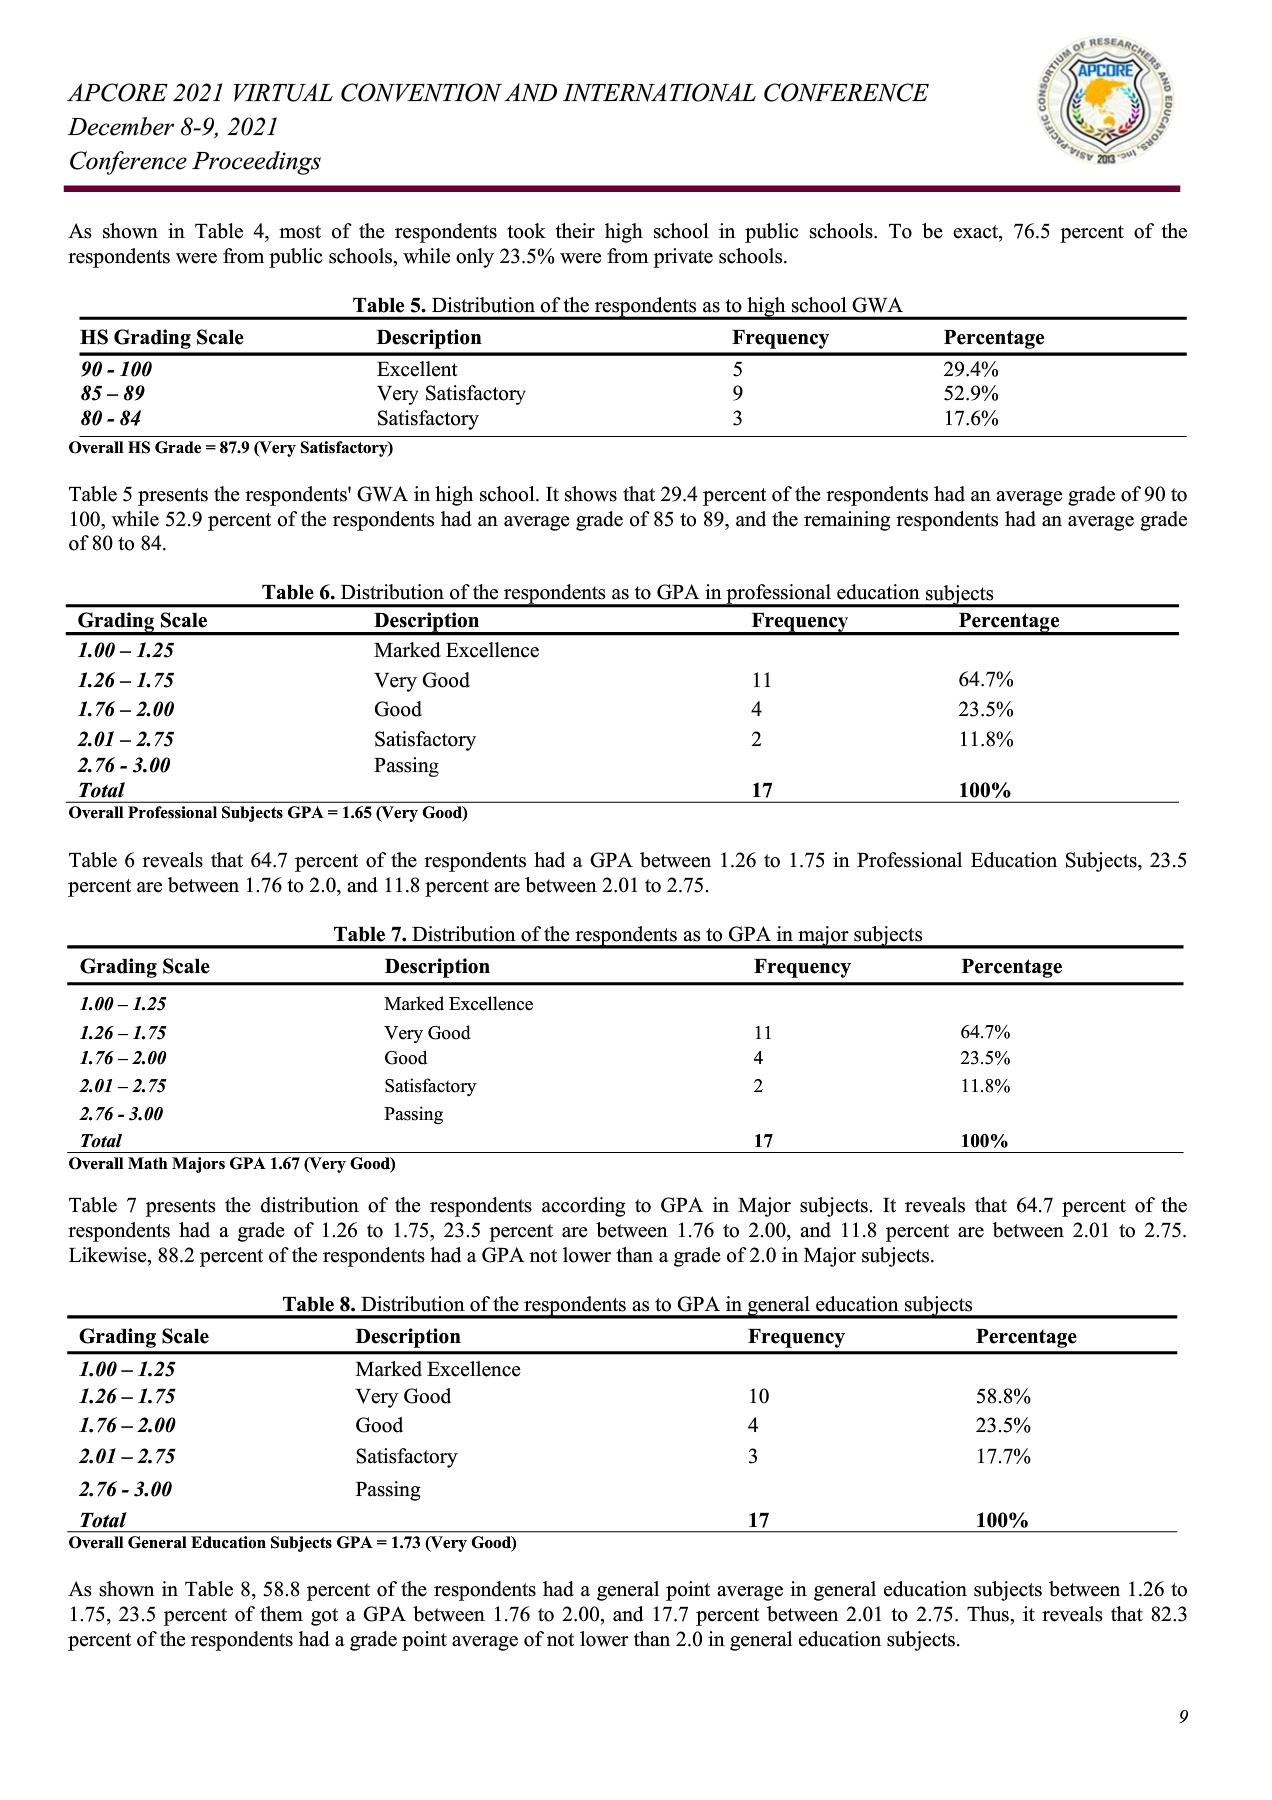 APCORE 2021 VIRTUAL CONVENTION AND INTERNATIONAL CONFERENCE
December 8-9, 2021
Conference Proceedings
ASIA-PACIFIC CONSORTIUM OF RESEARCHERS AND EDUCATORS, Inc.
APCORE
2013
As shown in Table 4, most of the respondents took their high school in public schools. To be exact, 76.5 percent of the
respondents were from public schools, while only 23.5% were from private schools.
Table 5. Distribution of the respondents as to high school GWA
HS Grading Scale Description Frequency Percentage
90 - 100 Excellent 5 29.4%
85 – 89 Very Satisfactory 9 52.9%
80 - 84 Satisfactory 3 17.6%
Overall HS Grade = 87.9 (Very Satisfactory)
Table 5 presents the respondents' GWA in high school. It shows that 29.4 percent of the respondents had an average grade of 90 to
100, while 52.9 percent of the respondents had an average grade of 85 to 89, and the remaining respondents had an average grade
of 80 to 84.
Table 6. Distribution of the respondents as to GPA in professional education subjects
Grading Scale Description Frequency Percentage
1.00 – 1.25 Marked Excellence
1.26 – 1.75 Very Good 11 64.7%
1.76 – 2.00 Good 4 23.5%
2.01 – 2.75 Satisfactory 2 11.8%
2.76 - 3.00 Passing
Total 17 100%
Overall Professional Subjects GPA = 1.65 (Very Good)
Table 6 reveals that 64.7 percent of the respondents had a GPA between 1.26 to 1.75 in Professional Education Subjects, 23.5
percent are between 1.76 to 2.0, and 11.8 percent are between 2.01 to 2.75.
Table 7. Distribution of the respondents as to GPA in major subjects
Grading Scale Description Frequency Percentage
1.00 – 1.25 Marked Excellence
1.26 – 1.75 Very Good 11 64.7%
1.76 – 2.00 Good 4 23.5%
2.01 – 2.75 Satisfactory 2 11.8%
2.76 - 3.00 Passing
Total 17 100%
Overall Math Majors GPA 1.67 (Very Good)
Table 7 presents the distribution of the respondents according to GPA in Major subjects. It reveals that 64.7 percent of the
respondents had a grade of 1.26 to 1.75, 23.5 percent are between 1.76 to 2.00, and 11.8 percent are between 2.01 to 2.75.
Likewise, 88.2 percent of the respondents had a GPA not lower than a grade of 2.0 in Major subjects.
Table 8. Distribution of the respondents as to GPA in general education subjects
Grading Scale Description Frequency Percentage
1.00 – 1.25 Marked Excellence
1.26 – 1.75 Very Good 10 58.8%
1.76 – 2.00 Good 4 23.5%
2.01 – 2.75 Satisfactory 3 17.7%
2.76 - 3.00 Passing
Total 17 100%
Overall General Education Subjects GPA = 1.73 (Very Good)
As shown in Table 8, 58.8 percent of the respondents had a general point average in general education subjects between 1.26 to
1.75, 23.5 percent of them got a GPA between 1.76 to 2.00, and 17.7 percent between 2.01 to 2.75. Thus, it reveals that 82.3
percent of the respondents had a grade point average of not lower than 2.0 in general education subjects.
9